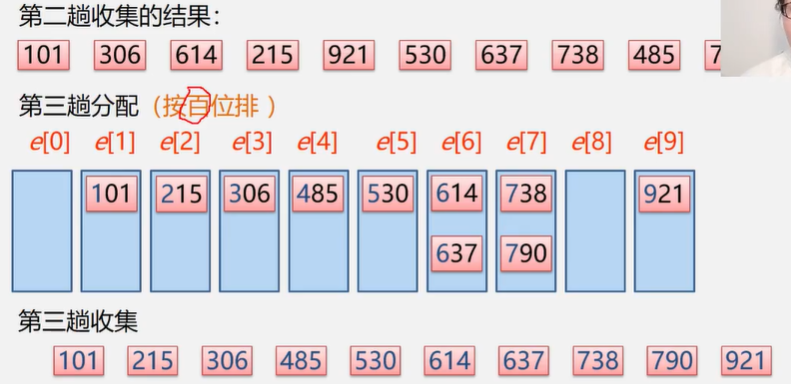 第二趟收集的结果：
101 306 614 215 921 530 637 738 485 7
第三趟分配（按百位排 ）
e[0] e[1] e[2] e[3] e[4] e[5] e[6] e[7] e[8] e[9]
101 215 306 485 530 614 738 921
637 790
第三趟收集
101 215 306 485 530 614 637 738 790 921